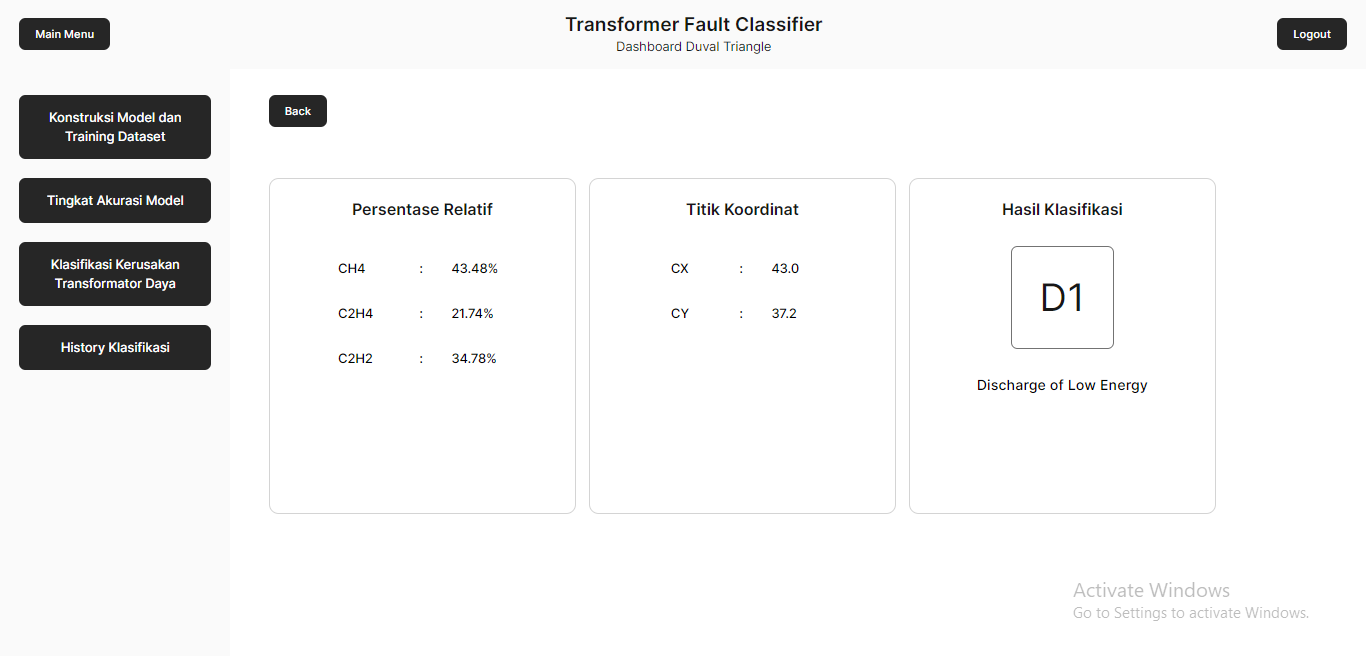 Main Menu
Transformer Fault Classifier
Dashboard Duval Triangle
Logout
Konstruksi Model dan
Training Dataset
Tingkat Akurasi Model
Klasifikasi Kerusakan
Transformator Daya
History Klasifikasi
Back
Persentase Relatif
CH4 : 43.48%
C2H4 : 21.74%
C2H2 : 34.78%
Titik Koordinat
CX : 43.0
CY : 37.2
Hasil Klasifikasi
D1
Discharge of Low Energy
Activate Windows
Go to Settings to activate Windows.